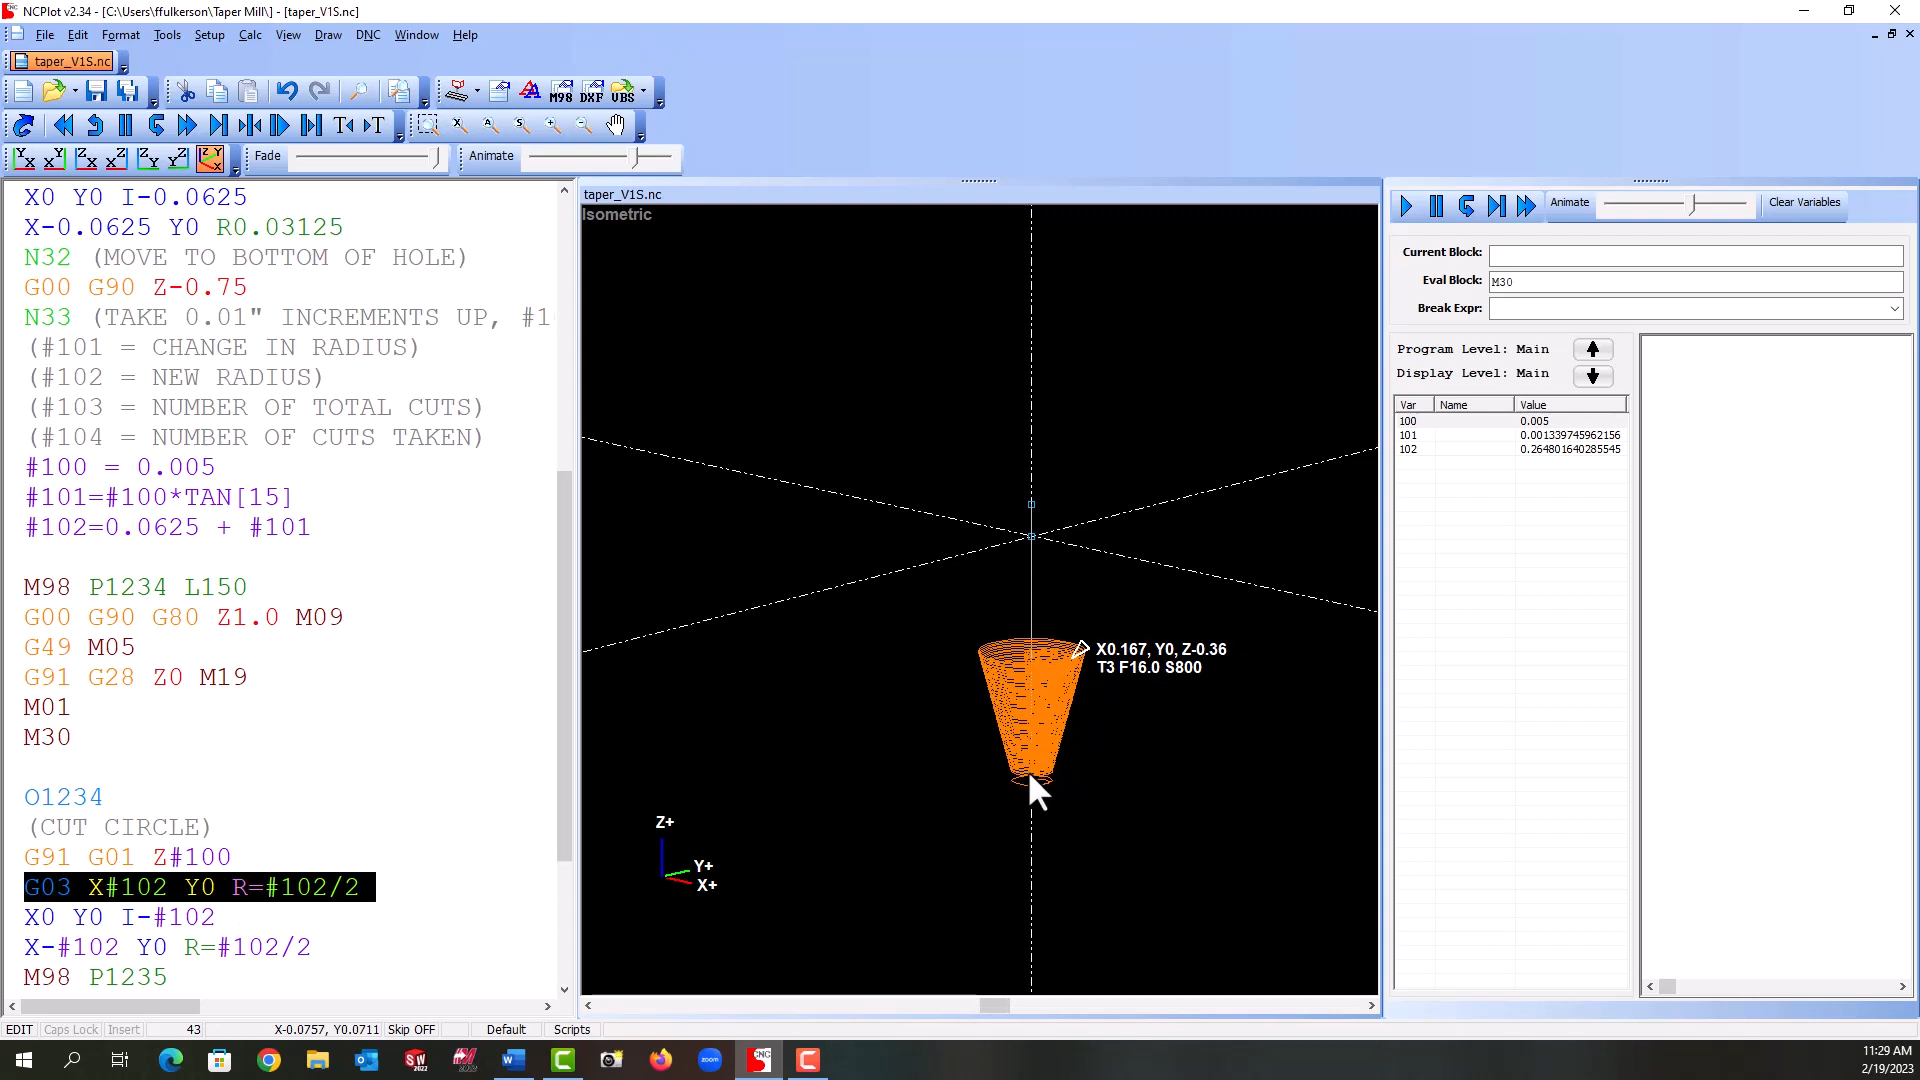 NCPlot v2.34 - [C:\Users\ffulkerson\Taper Mill\] - [taper_V1S.nc]
File Edit Format Tools Setup Calc View Draw DNC Window Help
taper_V1S.nc
M98 DXF VBS
Fade
Animate
X0 Y0 I-0.0625
X-0.0625 Y0 R0.03125
N32 (MOVE TO BOTTOM OF HOLE)
G00 G90 Z-0.75
N33 (TAKE 0.01" INCREMENTS UP, #1
(#101 = CHANGE IN RADIUS)
(#102 = NEW RADIUS)
(#103 = NUMBER OF TOTAL CUTS)
(#104 = NUMBER OF CUTS TAKEN)
#100 = 0.005
#101=#100*TAN[15]
#102=0.0625 + #101
M98 P1234 L150
G00 G90 G80 Z1.0 M09
G49 M05
G91 G28 Z0 M19
M01
M30
O1234
(CUT CIRCLE)
G91 G01 Z#100
G03 X#102 Y0 R=#102/2
X0 Y0 I-#102
X-#102 Y0 R=#102/2
M98 P1235
taper_V1S.nc
Isometric
X0.167, Y0, Z-0.36
T3 F16.0 S800
Z+
Y+
X+
Animate
Clear Variables
Current Block:
Eval Block: M30
Break Expr:
Program Level: Main
Display Level: Main
Var Name Value
100 0.005
101 0.001339745962156
102 0.264801640285545
EDIT Caps Lock Insert 43 X-0.0757, Y0.0711 Skip OFF Default Scripts
11:29 AM
2/19/2023